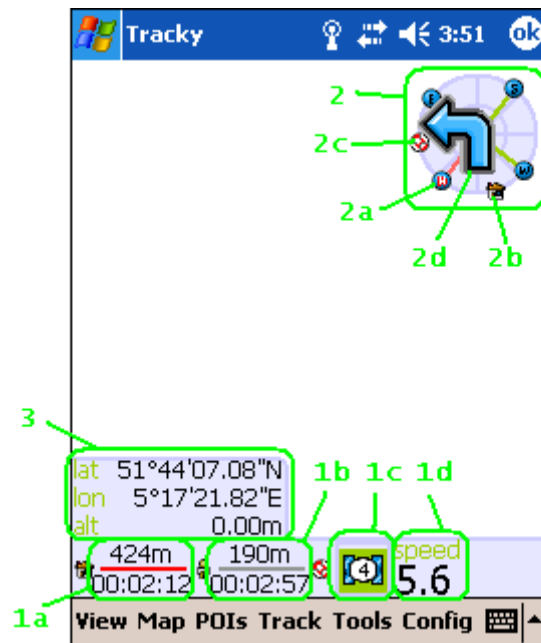 Tracky 3:51 ok
2
E S
2c
N W
2a 2d 2b
3
lat 51°44'07.08"N
lon 5°17'21.82"E
alt 0.00m
1b 1c 1d
424m 190m 4 speed
00:02:12 00:02:57 5.6
1a
View Map POIs Track Tools Config